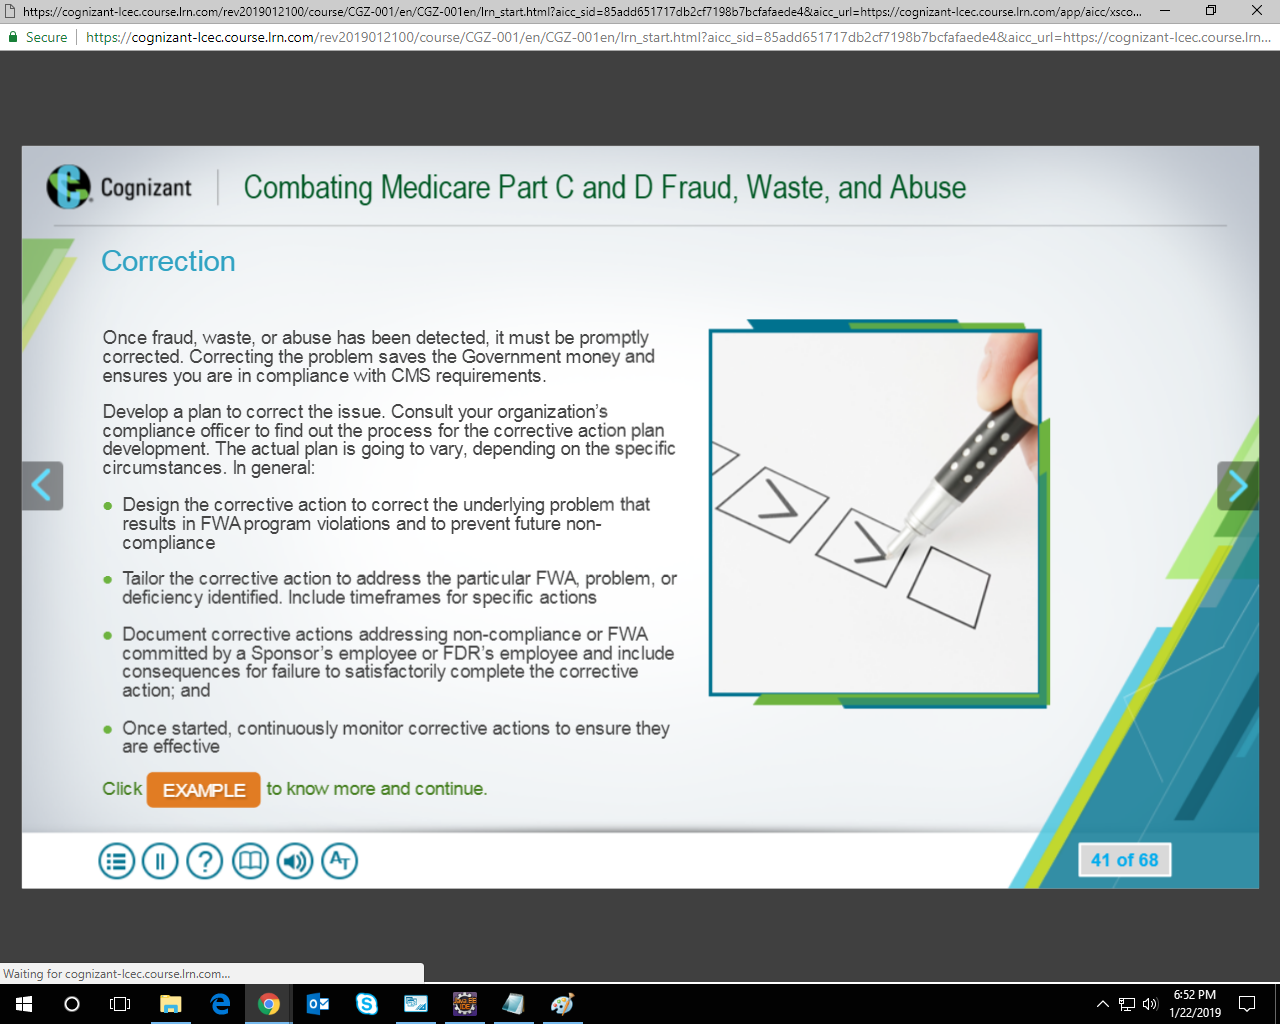 https://cognizant-lcec.course.lrn.com/rev2019012100/course/CGZ-001/en/CGZ-001en/lrn_start.html?aicc_sid=85add651717db2cf7198b7bcfafaede4&aicc_url=https://cognizant-lcec.course.lrn.com/app/aicc/xsco...
Secure | https://cognizant-lcec.course.lrn.com/rev2019012100/course/CGZ-001/en/CGZ-001en/lrn_start.html?aicc_sid=85add651717db2cf7198b7bcfafaede4&aicc_url=https://cognizant-lcec.course.lrn...
Cognizant
Combating Medicare Part C and D Fraud, Waste, and Abuse
Correction
Once fraud, waste, or abuse has been detected, it must be promptly
corrected. Correcting the problem saves the Government money and
ensures you are in compliance with CMS requirements.
Develop a plan to correct the issue. Consult your organization's
compliance officer to find out the process for the corrective action plan
development. The actual plan is going to vary, depending on the specific
circumstances. In general:
Design the corrective action to correct the underlying problem that
results in FWA program violations and to prevent future non-
compliance
Tailor the corrective action to address the particular FWA, problem, or
deficiency identified. Include timeframes for specific actions
Document corrective actions addressing non-compliance or FWA
committed by a Sponsor's employee or FDR's employee and include
consequences for failure to satisfactorily complete the corrective
action; and
Once started, continuously monitor corrective actions to ensure they
are effective
Click EXAMPLE to know more and continue.
41 of 68
Waiting for cognizant-lcec.course.lrn.com...
6:52 PM
1/22/2019